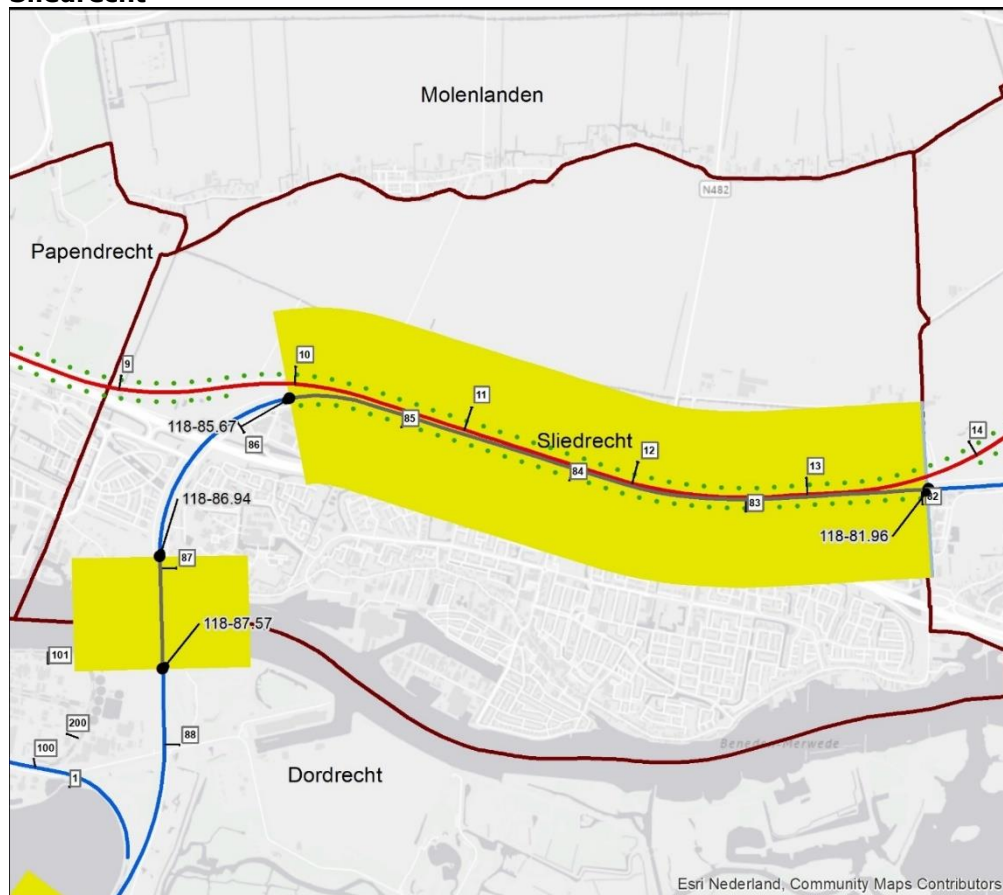 Sliedrecht
Molenlanden
N482
Papendrecht
9
10
11
14
118-85.67
86
85
Sliedrecht
12
84
13
83
82
118-86.94
118-81.96
87
118-87.57
101
200
88
100
1
Dordrecht
Beneden-Merwede
Esri Nederland, Community Maps Contributors